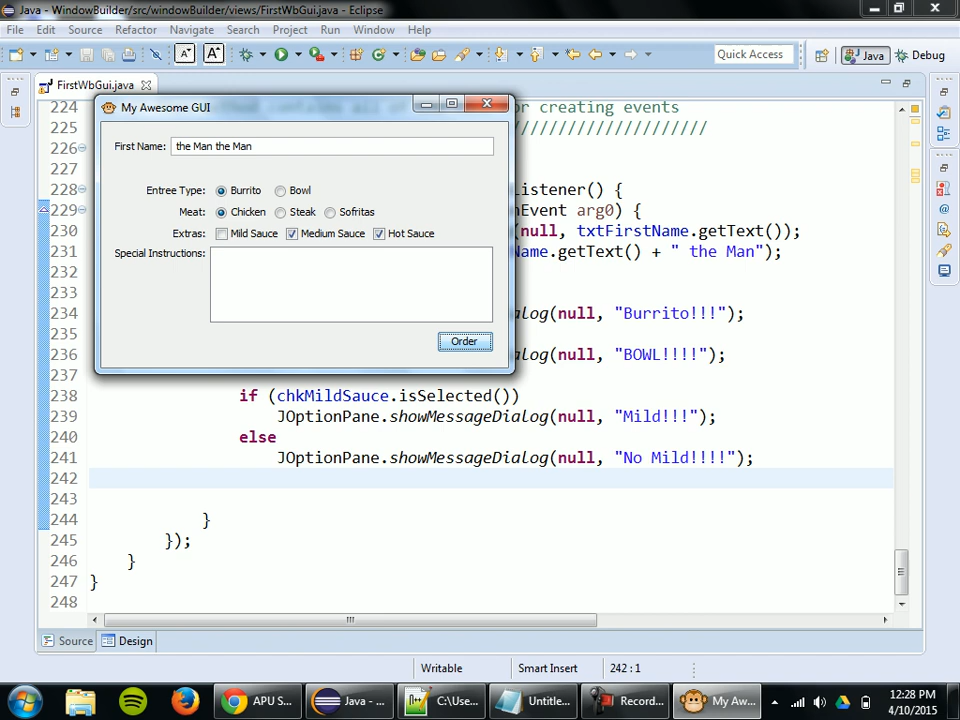 Java - WindowBuilder/src/windowBuilder/views/FirstWbGui.java - Eclipse
File Edit Source Refactor Navigate Search Project Run Window Help
Quick Access Java Debug
FirstWbGui.java
My Awesome GUI
First Name: the Man the Man
Entree Type: Burrito Bowl
Meat: Chicken Steak Sofritas
Extras: Mild Sauce Medium Sauce Hot Sauce
Special Instructions:
Order
224 or creating events
225 /////////////////////
226
227
228 istener() {
229 nEvent arg0) {
230 (null, txtFirstName.getText());
231 Name.getText() + " the Man");
232
233
234 alog(null, "Burrito!!!");
235
236 alog(null, "BOWL!!!!");
237
238 if (chkMildSauce.isSelected())
239 JOptionPane.showMessageDialog(null, "Mild!!!");
240 else
241 JOptionPane.showMessageDialog(null, "No Mild!!!!");
242
243
244 }
245 });
246 }
247 }
248
Source Design
Writable Smart Insert 242 : 1
APU S... Java - ... C:\Use... Untitle... Record... My Aw...
12:28 PM
4/10/2015